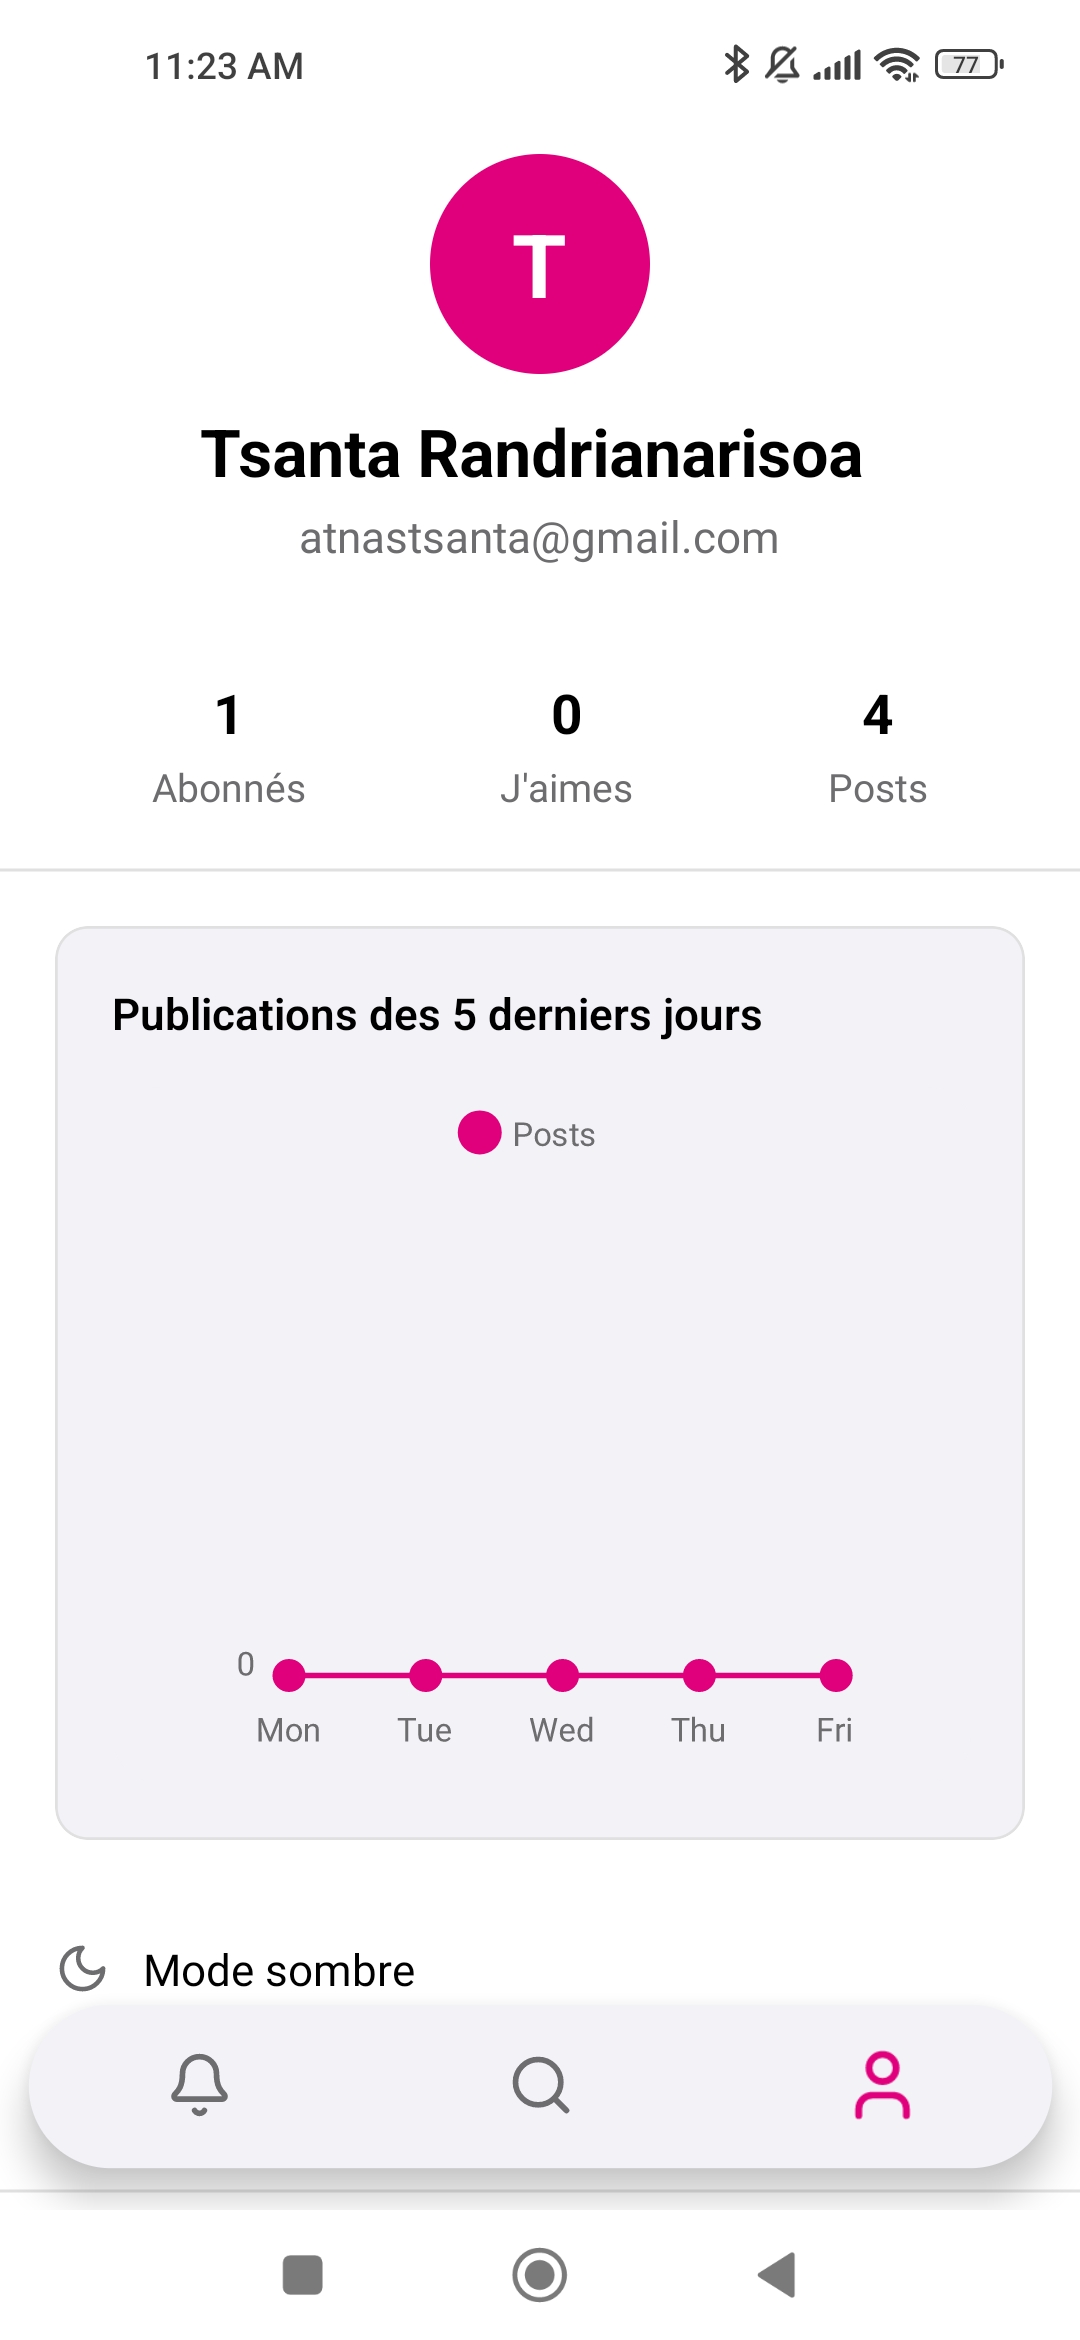 11:23 AM
77
T
Tsanta Randrianarisoa
atnastsanta@gmail.com
1 0 4
Abonnés J'aimes Posts
Publications des 5 derniers jours
Posts
0
Mon Tue Wed Thu Fri
Mode sombre